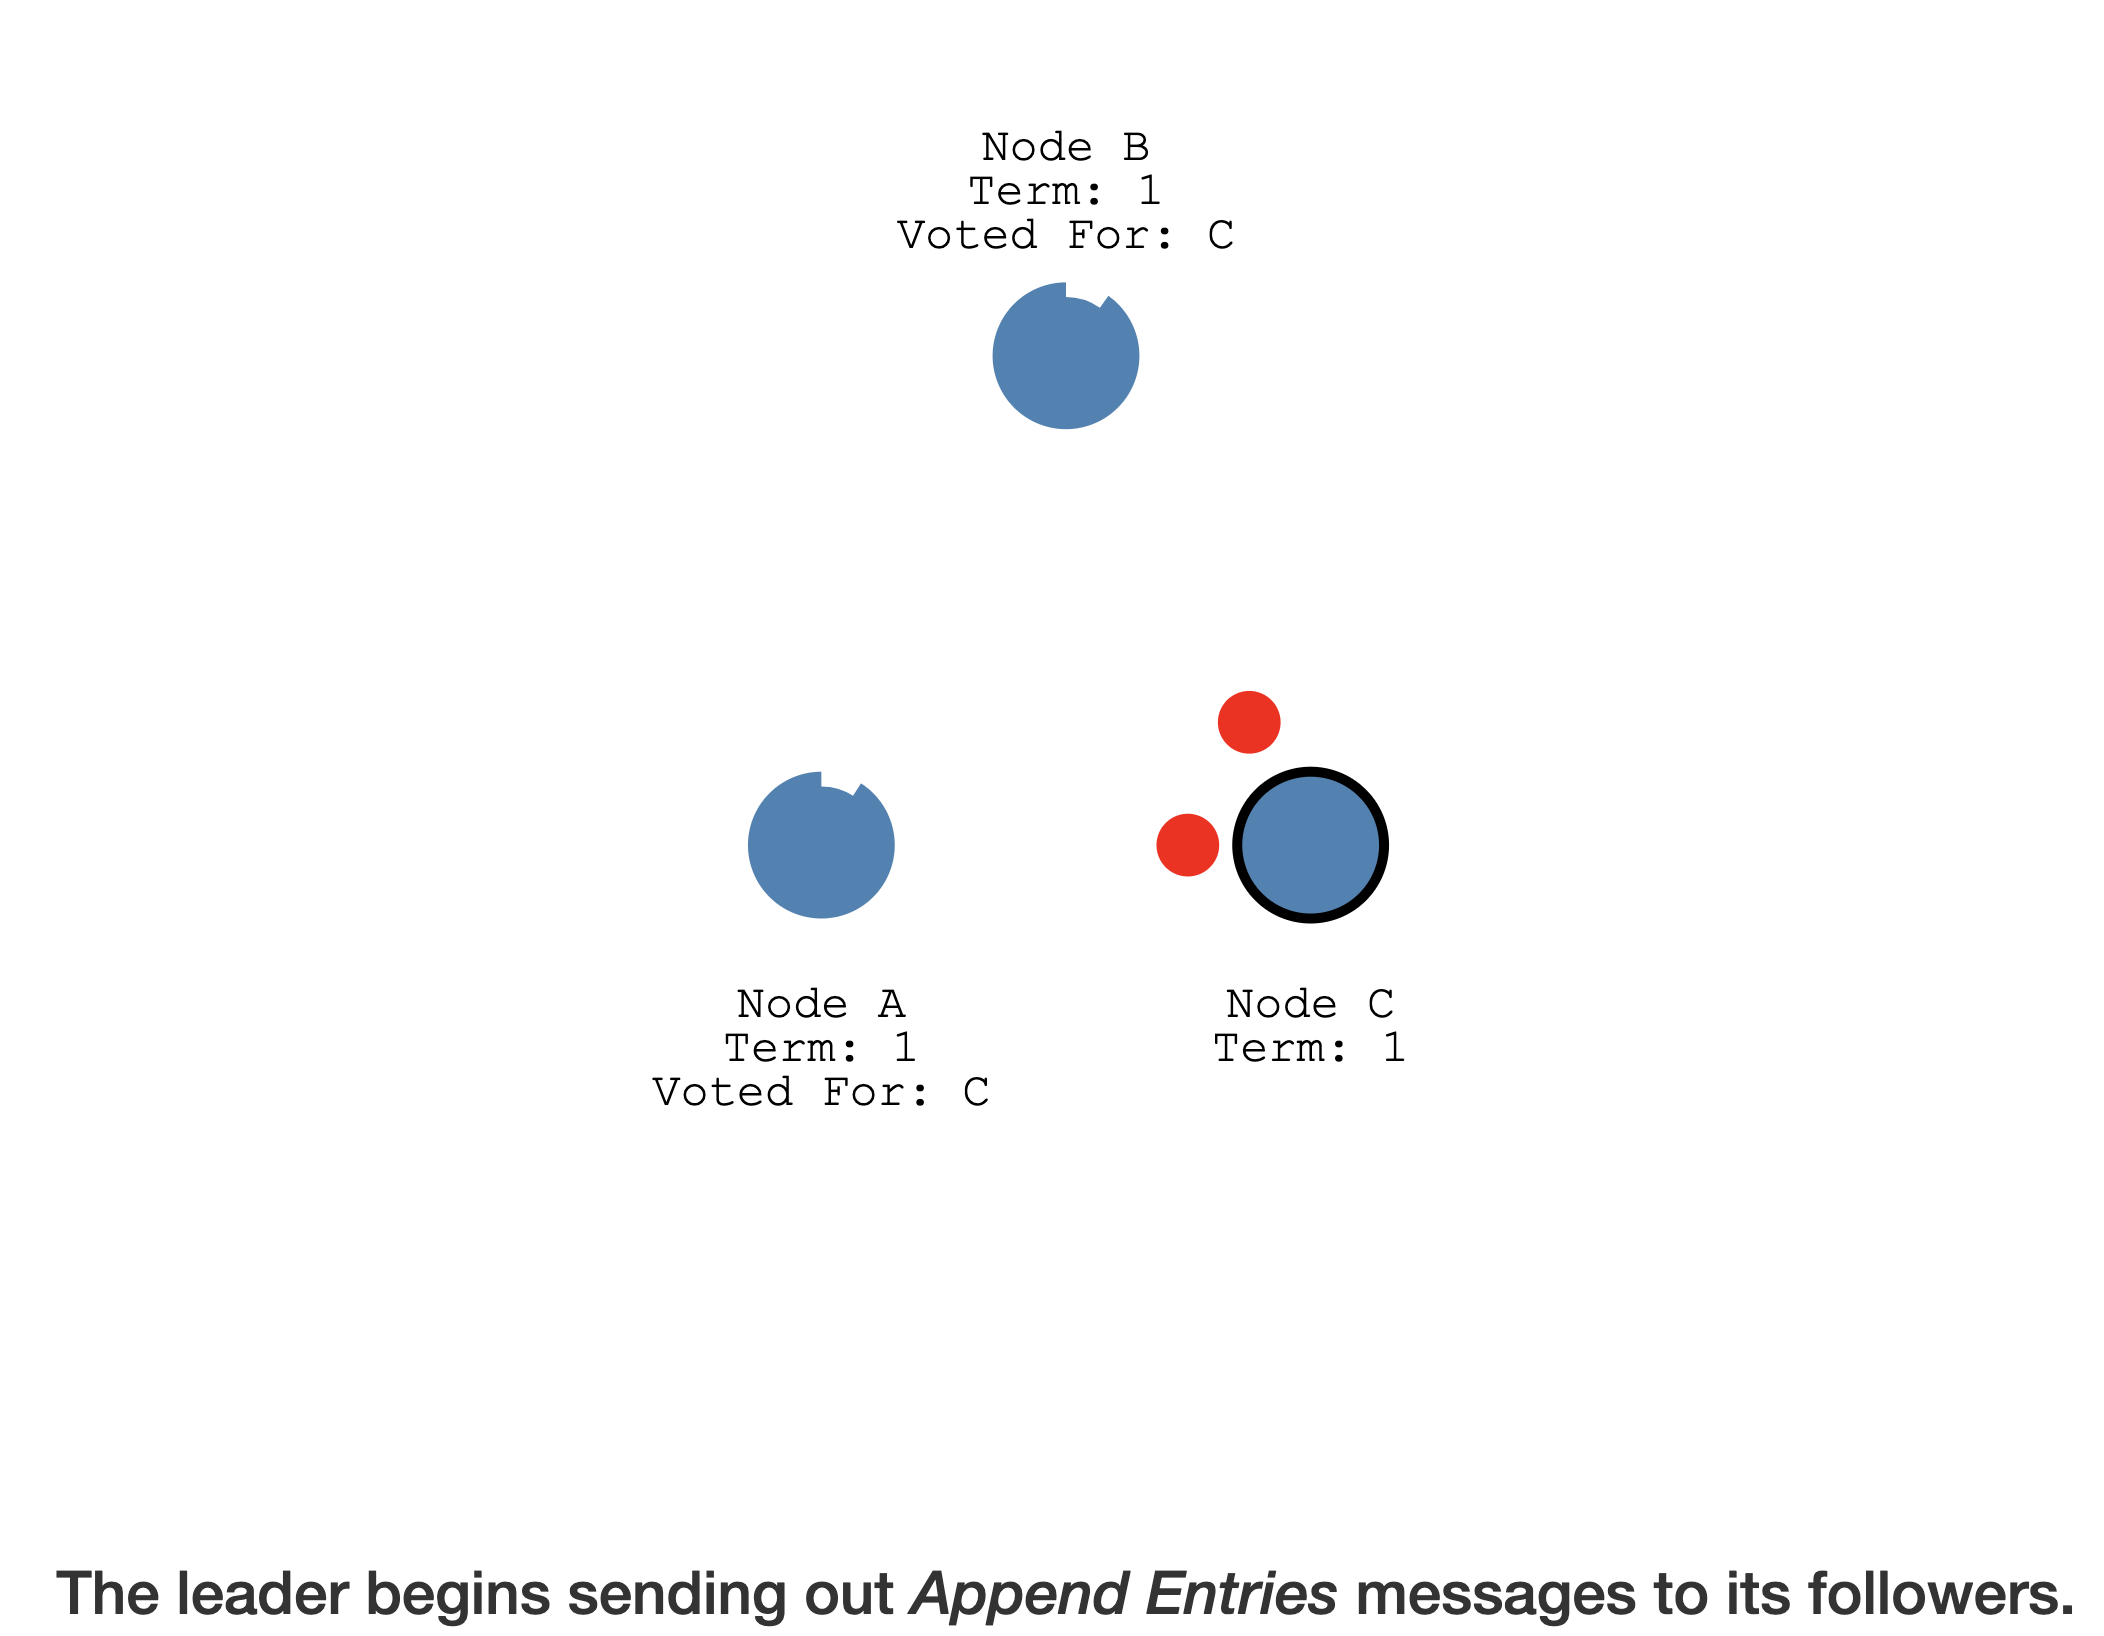 Node B
Term: 1
Voted For: C
Node A
Term: 1
Voted For: C
Node C
Term: 1
The leader begins sending out Append Entries messages to its followers.